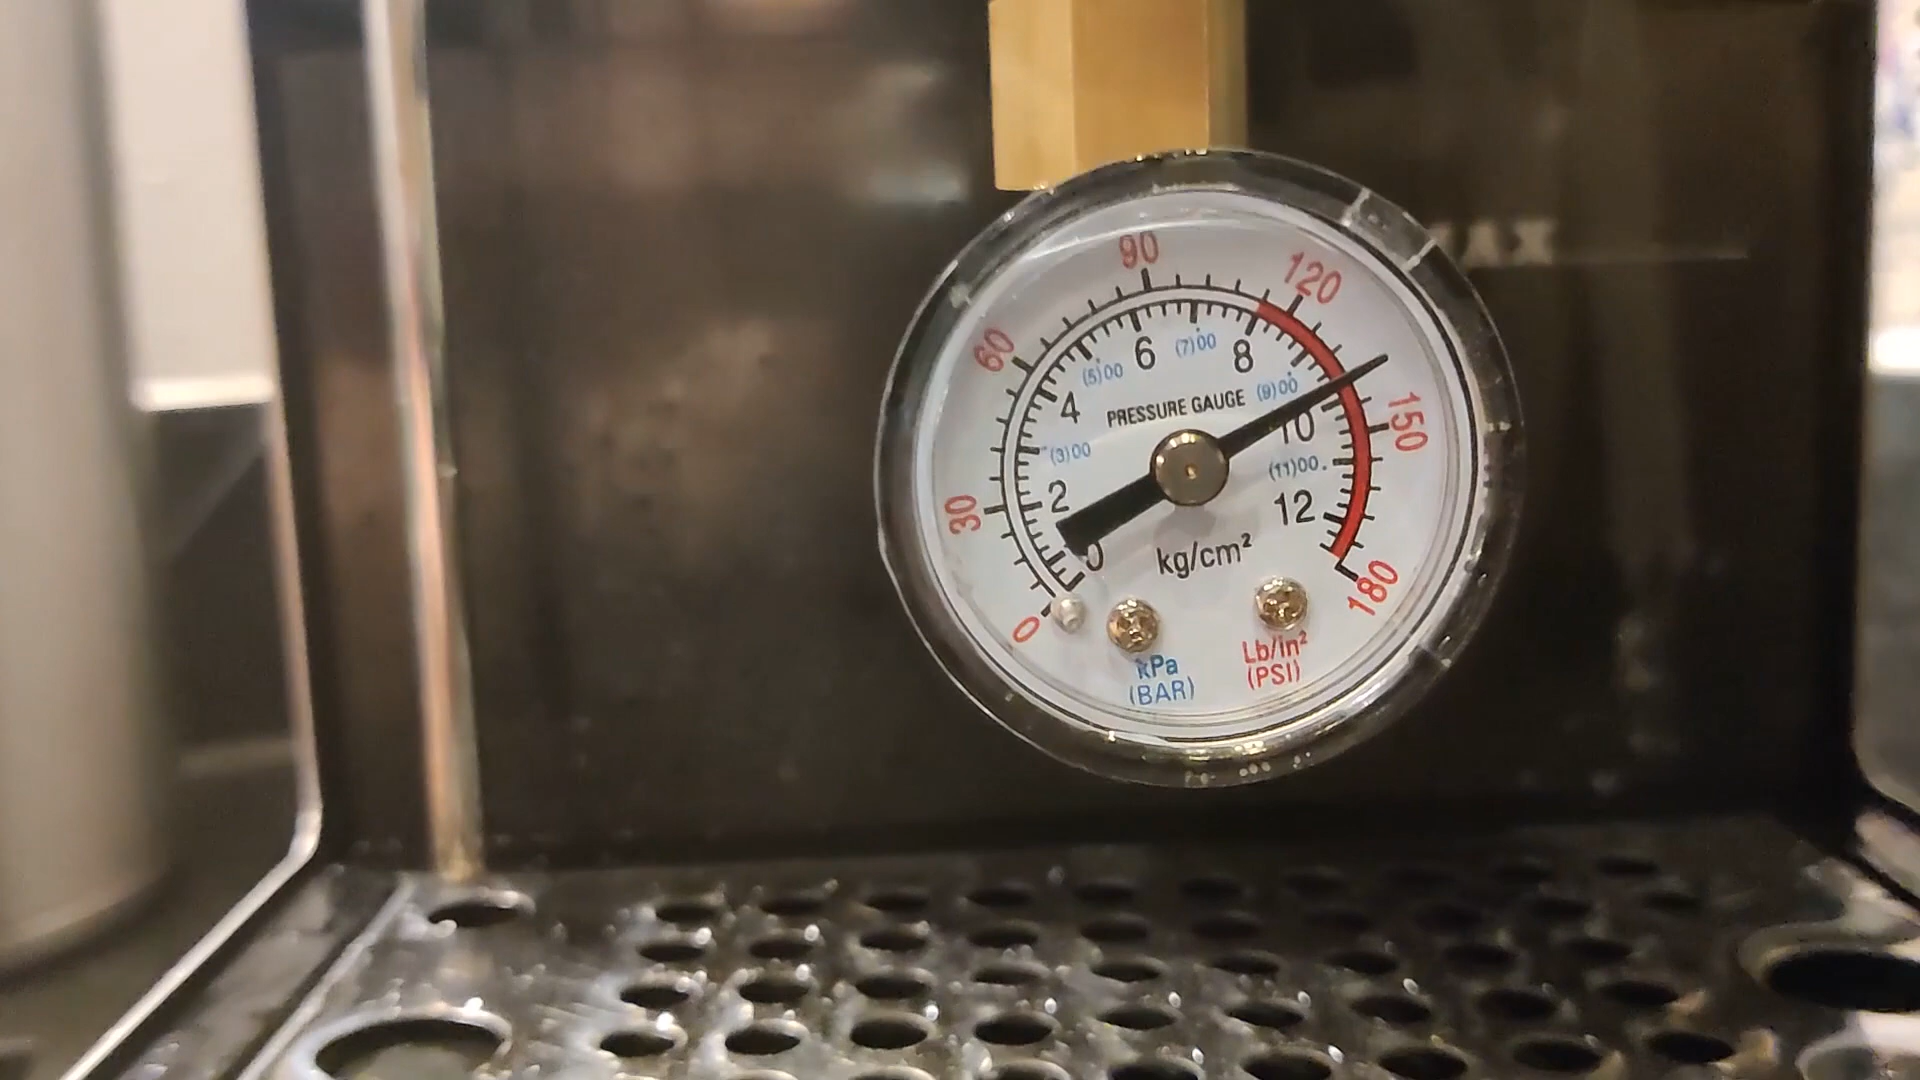 MAX
90
120
60
6
(7)00
8
(5)00
(9)00
4
PRESSURE GAUGE
150
10
(3)00
(11)00
2
12
30
0
kg/cm²
180
0
kPa
(BAR)
Lb/in²
(PSI)